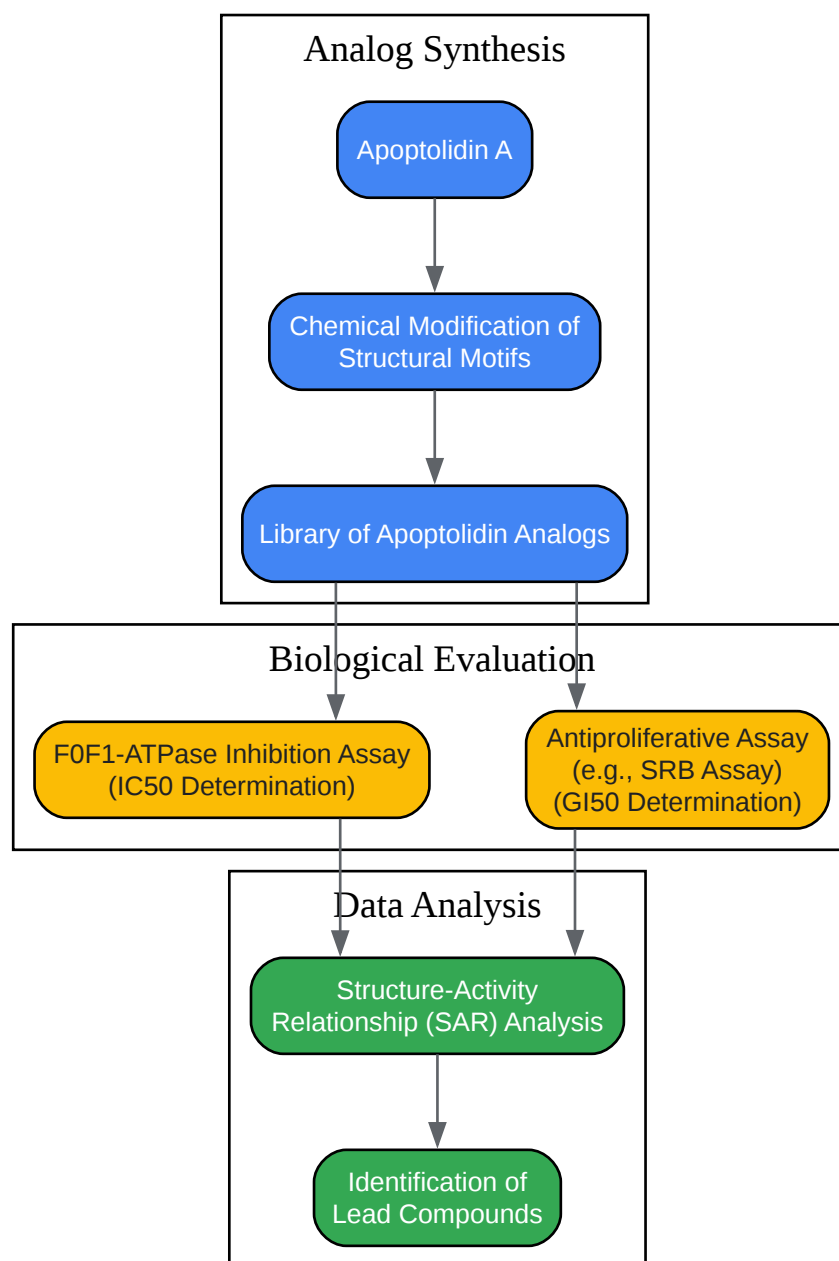 Analog Synthesis
Apoptolidin A
Chemical Modification of
Structural Motifs
Library of Apoptolidin Analogs
Biological Evaluation
F0F1-ATPase Inhibition Assay
(IC50 Determination)
Antiproliferative Assay
(e.g., SRB Assay)
(GI50 Determination)
Data Analysis
Structure-Activity
Relationship (SAR) Analysis
Identification of
Lead Compounds